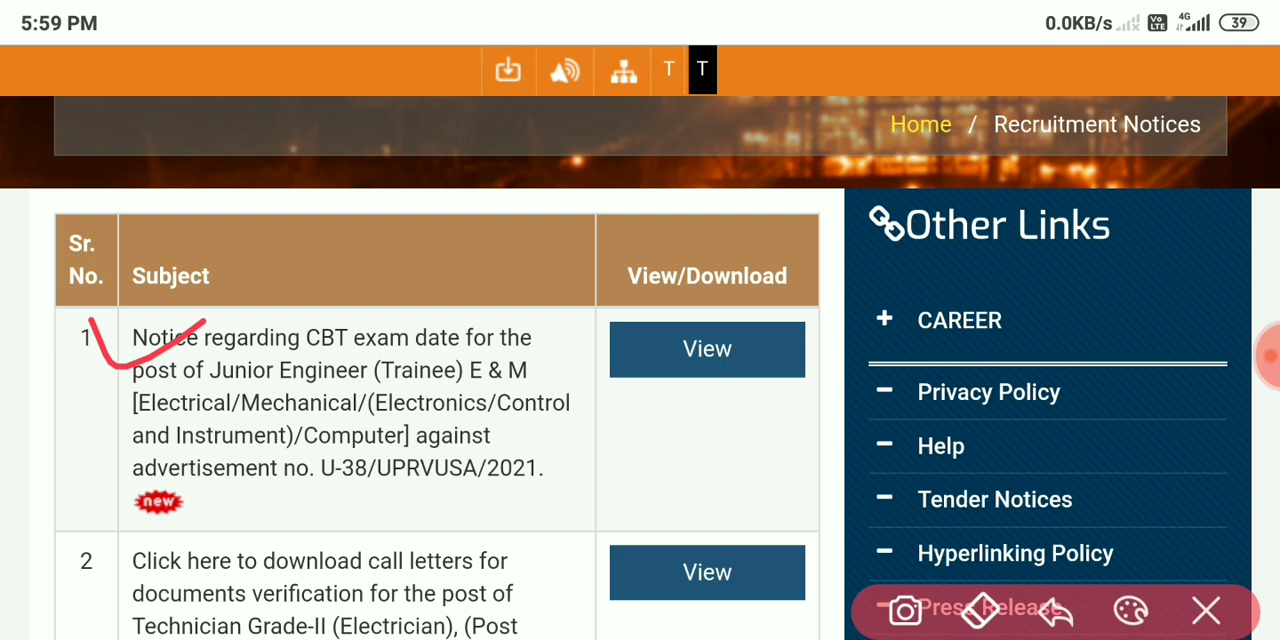 5:59 PM
0.0KB/s Vo LTE 4G 39
T T
Home / Recruitment Notices
Sr. No.
Subject
View/Download
1
Notice regarding CBT exam date for the
post of Junior Engineer (Trainee) E & M
[Electrical/Mechanical/(Electronics/Control
and Instrument)/Computer] against
advertisement no. U-38/UPRVUSA/2021.
new
View
2
Click here to download call letters for
documents verification for the post of
Technician Grade-II (Electrician), (Post
View
Other Links
CAREER
Privacy Policy
Help
Tender Notices
Hyperlinking Policy
Press Release